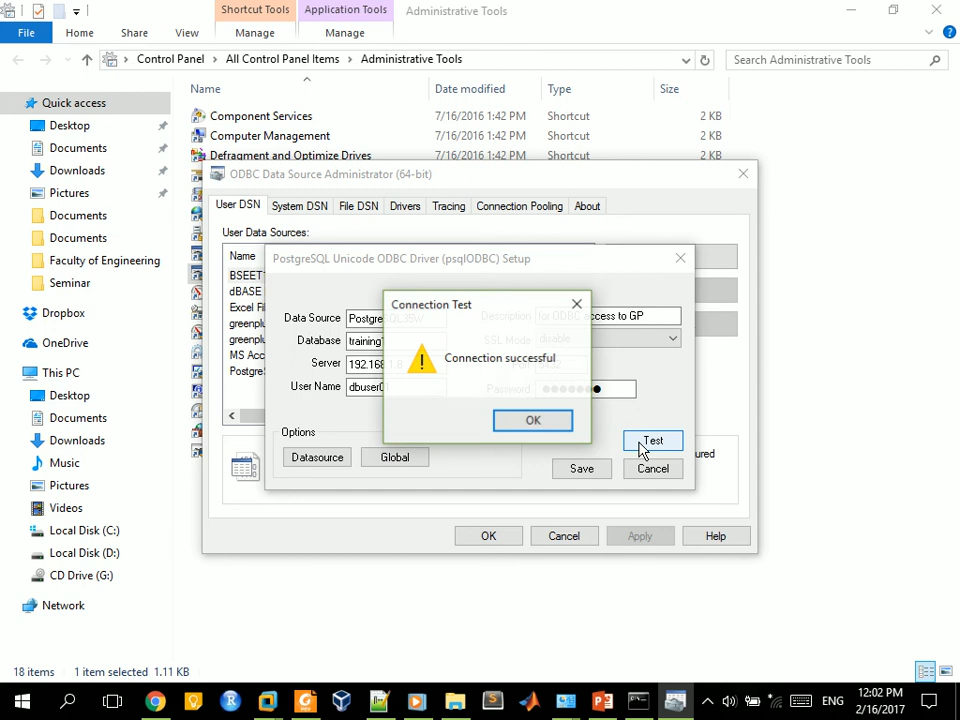 Shortcut Tools
Application Tools
Administrative Tools
File
Home
Share
View
Manage
Manage
Control Panel
All Control Panel Items
Administrative Tools
Search Administrative Tools
Name
Date modified
Type
Size
Quick access
Desktop
Documents
Downloads
Pictures
Documents
Documents
Faculty of Engineering
Seminar
Dropbox
OneDrive
This PC
Desktop
Documents
Downloads
Music
Pictures
Videos
Local Disk (C:)
Local Disk (D:)
CD Drive (G:)
Network
Component Services
7/16/2016 1:42 PM
Shortcut
2 KB
Computer Management
7/16/2016 1:42 PM
Shortcut
2 KB
Defragment and Optimize Drives
7/16/2016 1:42 PM
Shortcut
2 KB
ODBC Data Source Administrator (64-bit)
User DSN
System DSN
File DSN
Drivers
Tracing
Connection Pooling
About
User Data Sources:
Name
dBASE
Excel File
MS Acc
PostgreSQL Unicode ODBC Driver (psqlODBC) Setup
Data Source
PostgreSQL35W
Description
for ODBC access to GP
Database
SSL Mode
disable
Server
192.168.1.8
Port
User Name
Password
Options
Datasource
Global
Test
Save
Cancel
Connection Test
Connection successful
OK
OK
Cancel
Apply
Help
18 items
1 item selected 1.11 KB
ENG
12:02 PM
2/16/2017